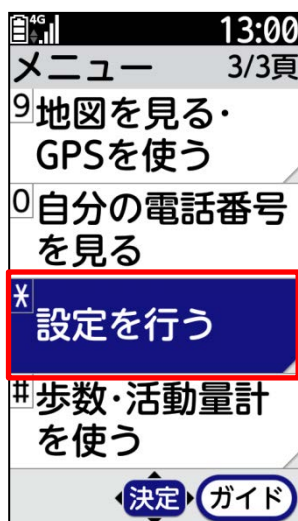 4G 13:00
メニュー 3/3頁
9 地図を見る・
GPSを使う
0 自分の電話番号
を見る
* 設定を行う
# 歩数・活動量計
を使う
決定 ガイド